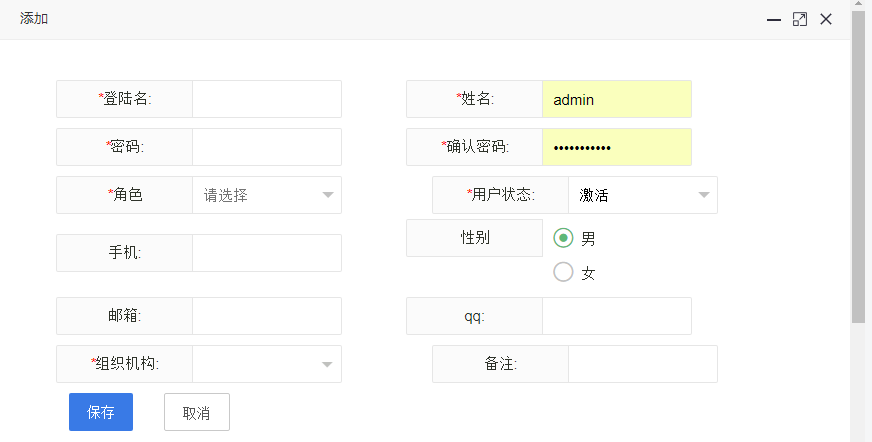 添加
*登陆名:
*姓名: admin
*密码:
*确认密码: •••••••••••
*角色 请选择
*用户状态: 激活
手机:
性别 男
女
邮箱:
qq:
*组织机构:
备注:
保存 取消